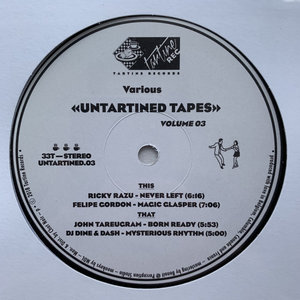 Tartine
REC
TARTINE RECORDS
Various
«UNTARTINED TAPES»
VOLUME 03
33T — STEREO
UNTARTINED.03
THIS
RICKY RAZU - NEVER LEFT (6:16)
FELIPE GORDON - MAGIC GLASPER (7:06)
THAT
JOHN TAREUGRAM - BORN READY (5:53)
DJ DINE & DASH - MYSTERIOUS RHYTHM (5:00)